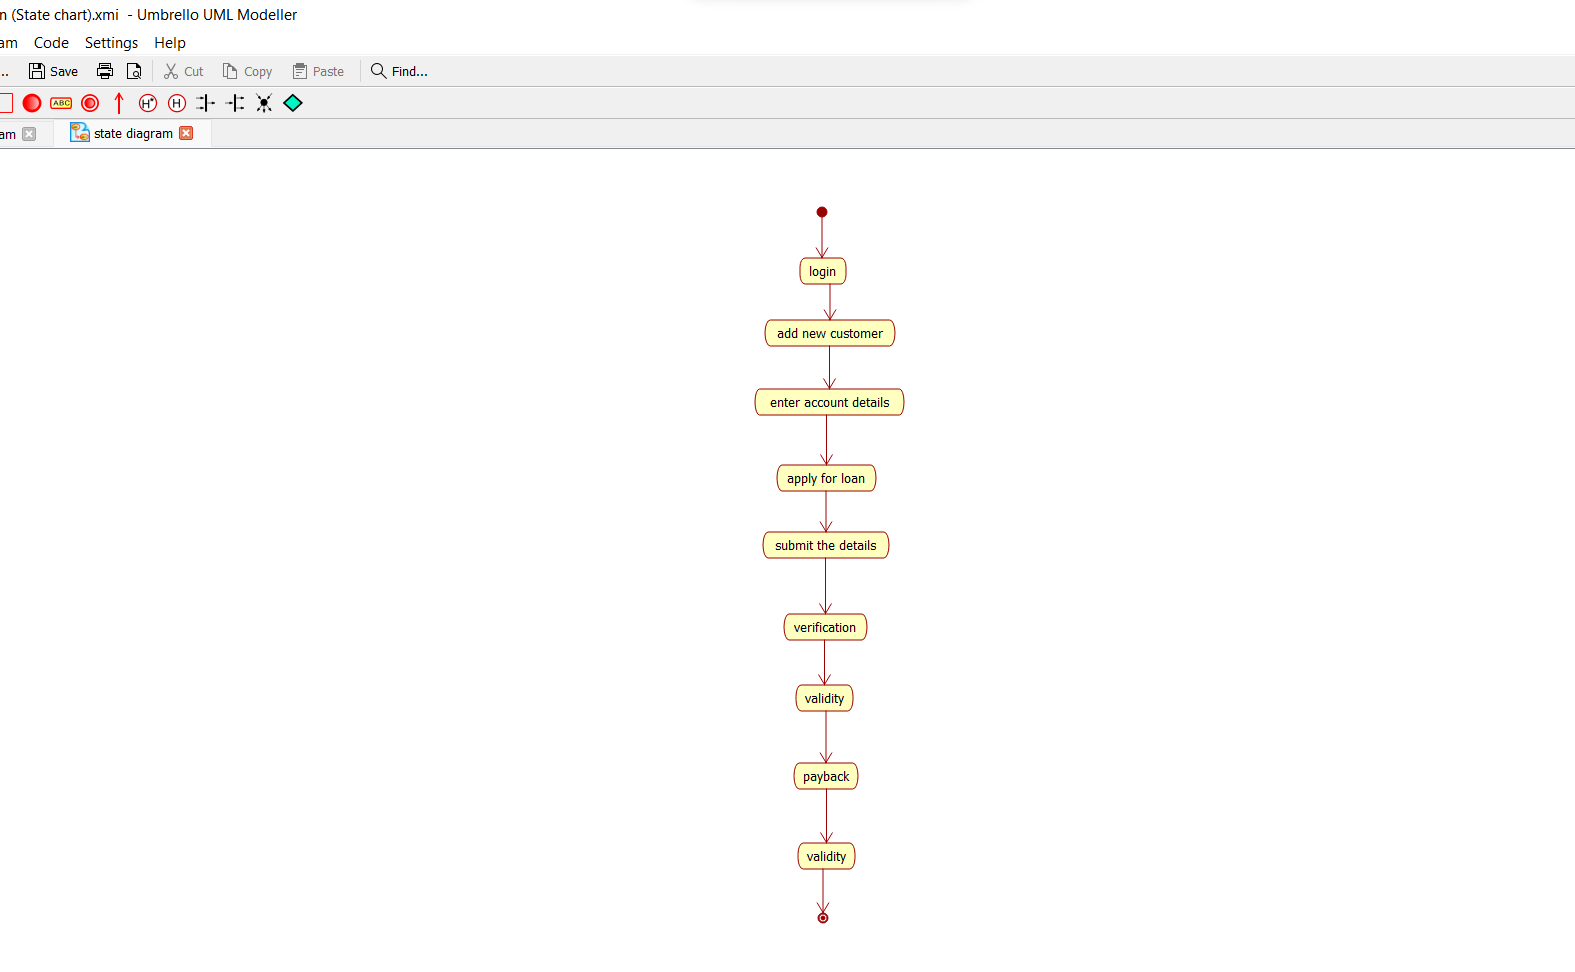 n (State chart).xmi - Umbrello UML Modeller
am Code Settings Help
.. Save Cut Copy Paste Find...
ABC H* H
am state diagram
login
add new customer
enter account details
apply for loan
submit the details
verification
validity
payback
validity